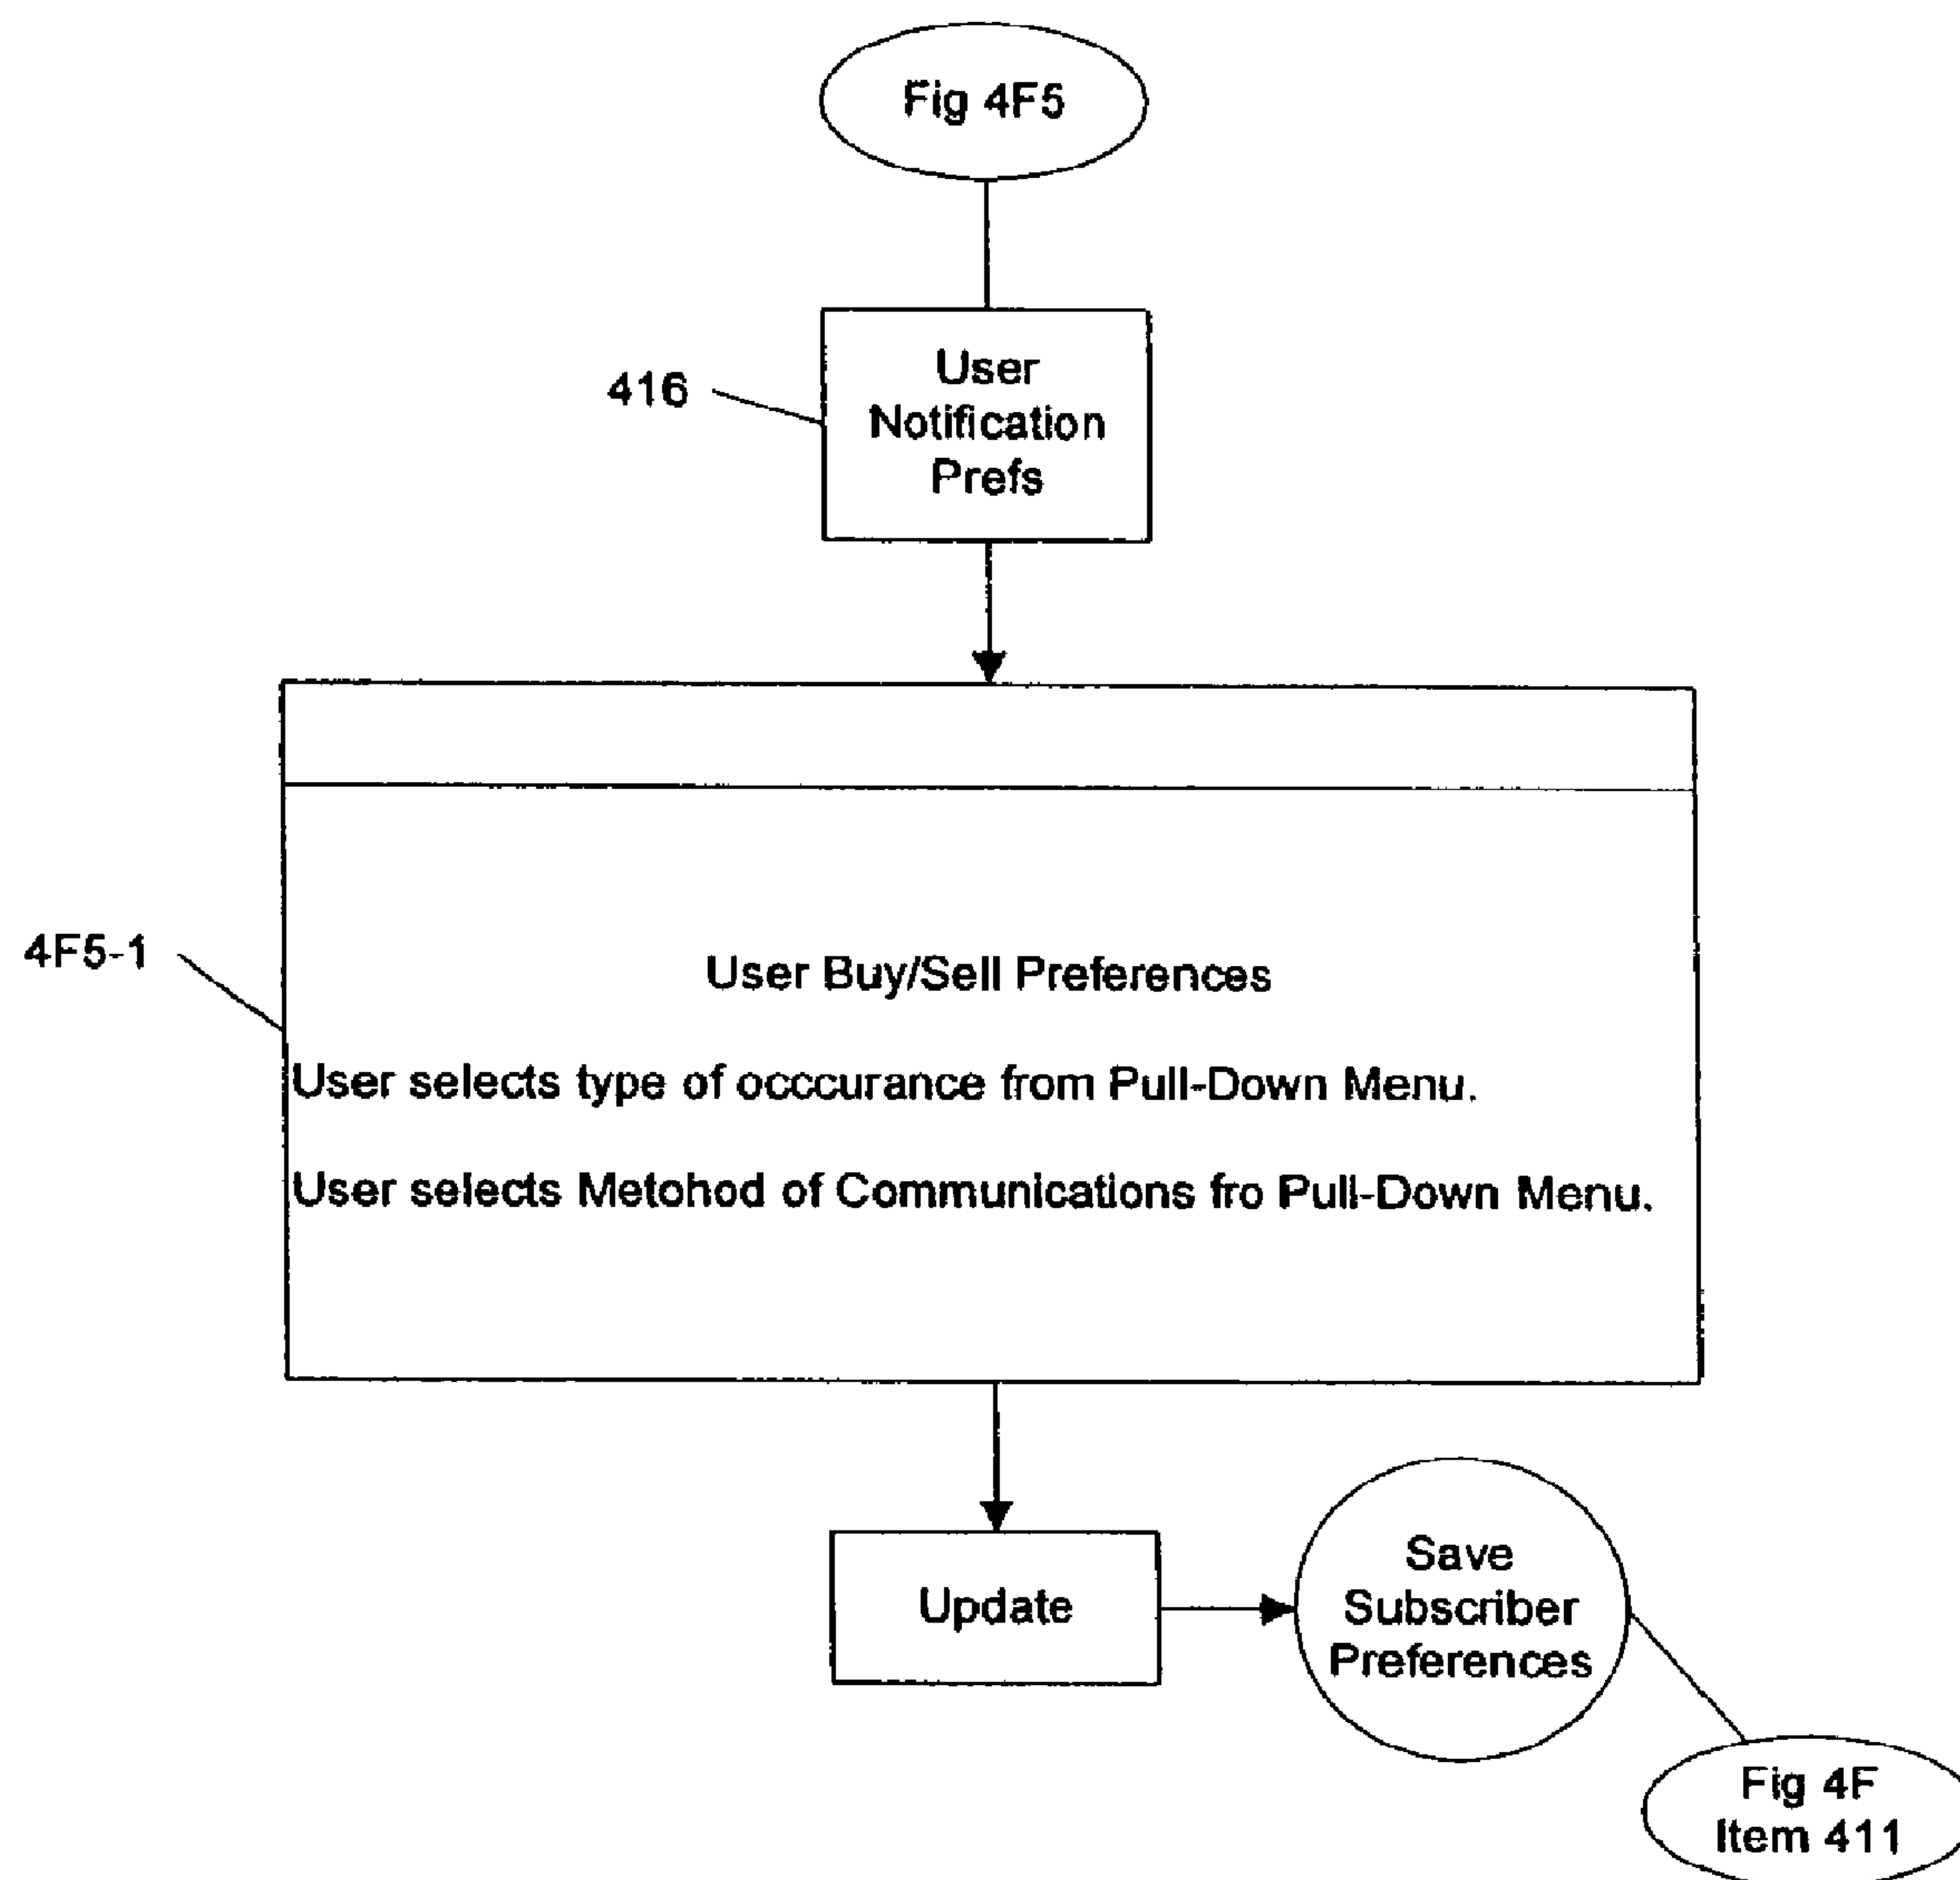 Fig 4F5
416
User
Notification
Prefs
4F5-1
User Buy/Sell Preferences
User selects type of occcurance from Pull-Down Menu.
User selects Metohod of Communications fro Pull-Down Menu.
Update
Save
Subscriber
Preferences
Fig 4F
Item 411